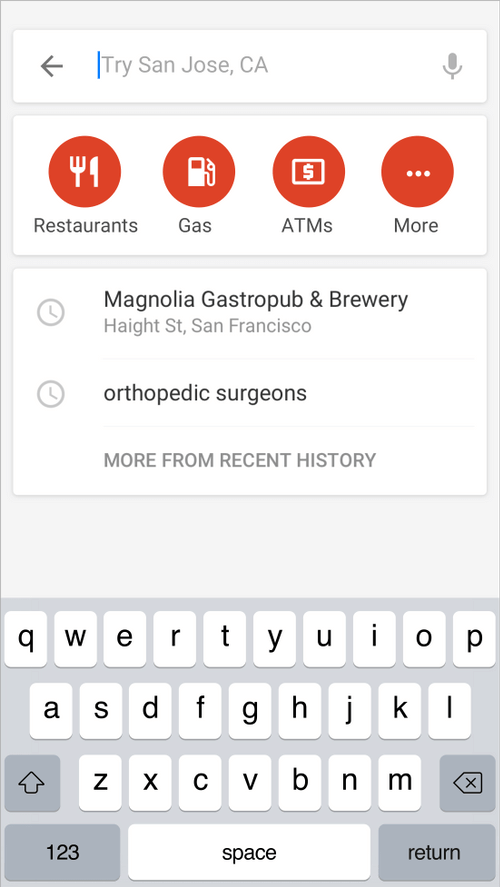 Try San Jose, CA
Restaurants Gas ATMs More
Magnolia Gastropub & Brewery
Haight St, San Francisco
orthopedic surgeons
MORE FROM RECENT HISTORY
q w e r t y u i o p
a s d f g h j k l
z x c v b n m
123 space return